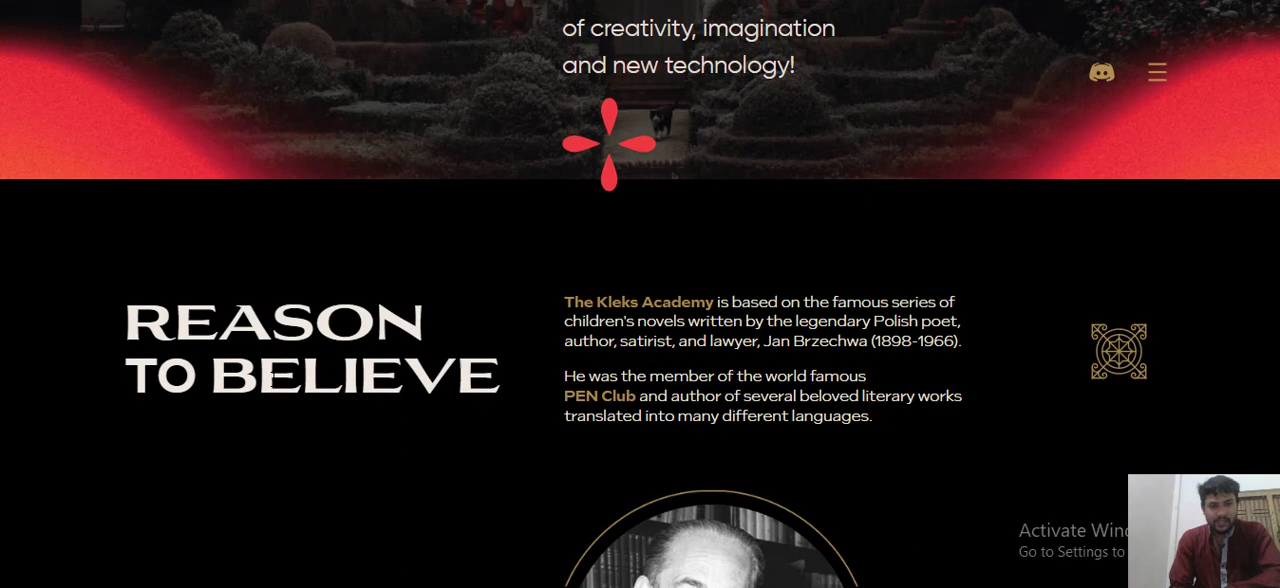 of creativity, imagination
and new technology!
REASON
TO BELIEVE
The Kleks Academy is based on the famous series of
children's novels written by the legendary Polish poet,
author, satirist, and lawyer, Jan Brzechwa (1898-1966).
He was the member of the world famous
PEN Club and author of several beloved literary works
translated into many different languages.
Activate
Go to Settings to